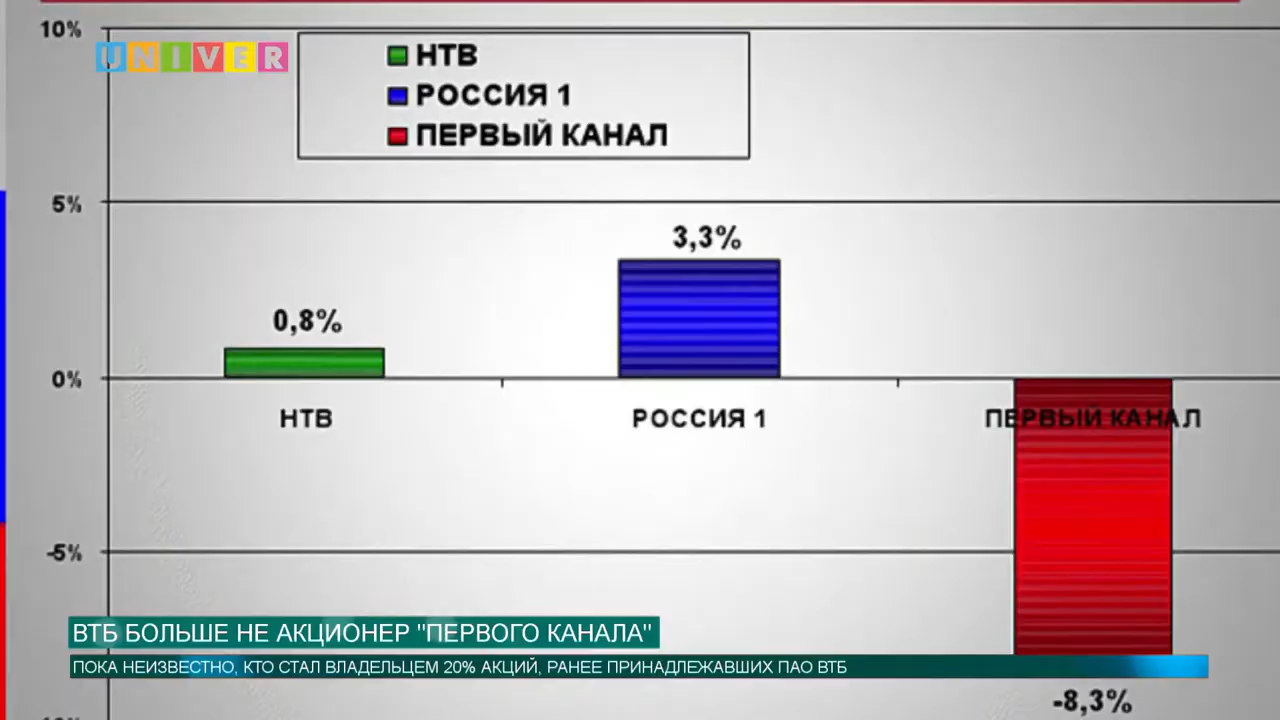 10%
UNIVER
НТВ
РОССИЯ 1
ПЕРВЫЙ КАНАЛ
5%
3,3%
0,8%
0%
НТВ
РОССИЯ 1
ПЕРВЫЙ КАНАЛ
-5%
ВТБ БОЛЬШЕ НЕ АКЦИОНЕР "ПЕРВОГО КАНАЛА"
ПОКА НЕИЗВЕСТНО, КТО СТАЛ ВЛАДЕЛЬЦЕМ 20% АКЦИЙ, РАНЕЕ ПРИНАДЛЕЖАВШИХ ПАО ВТБ
-8,3%